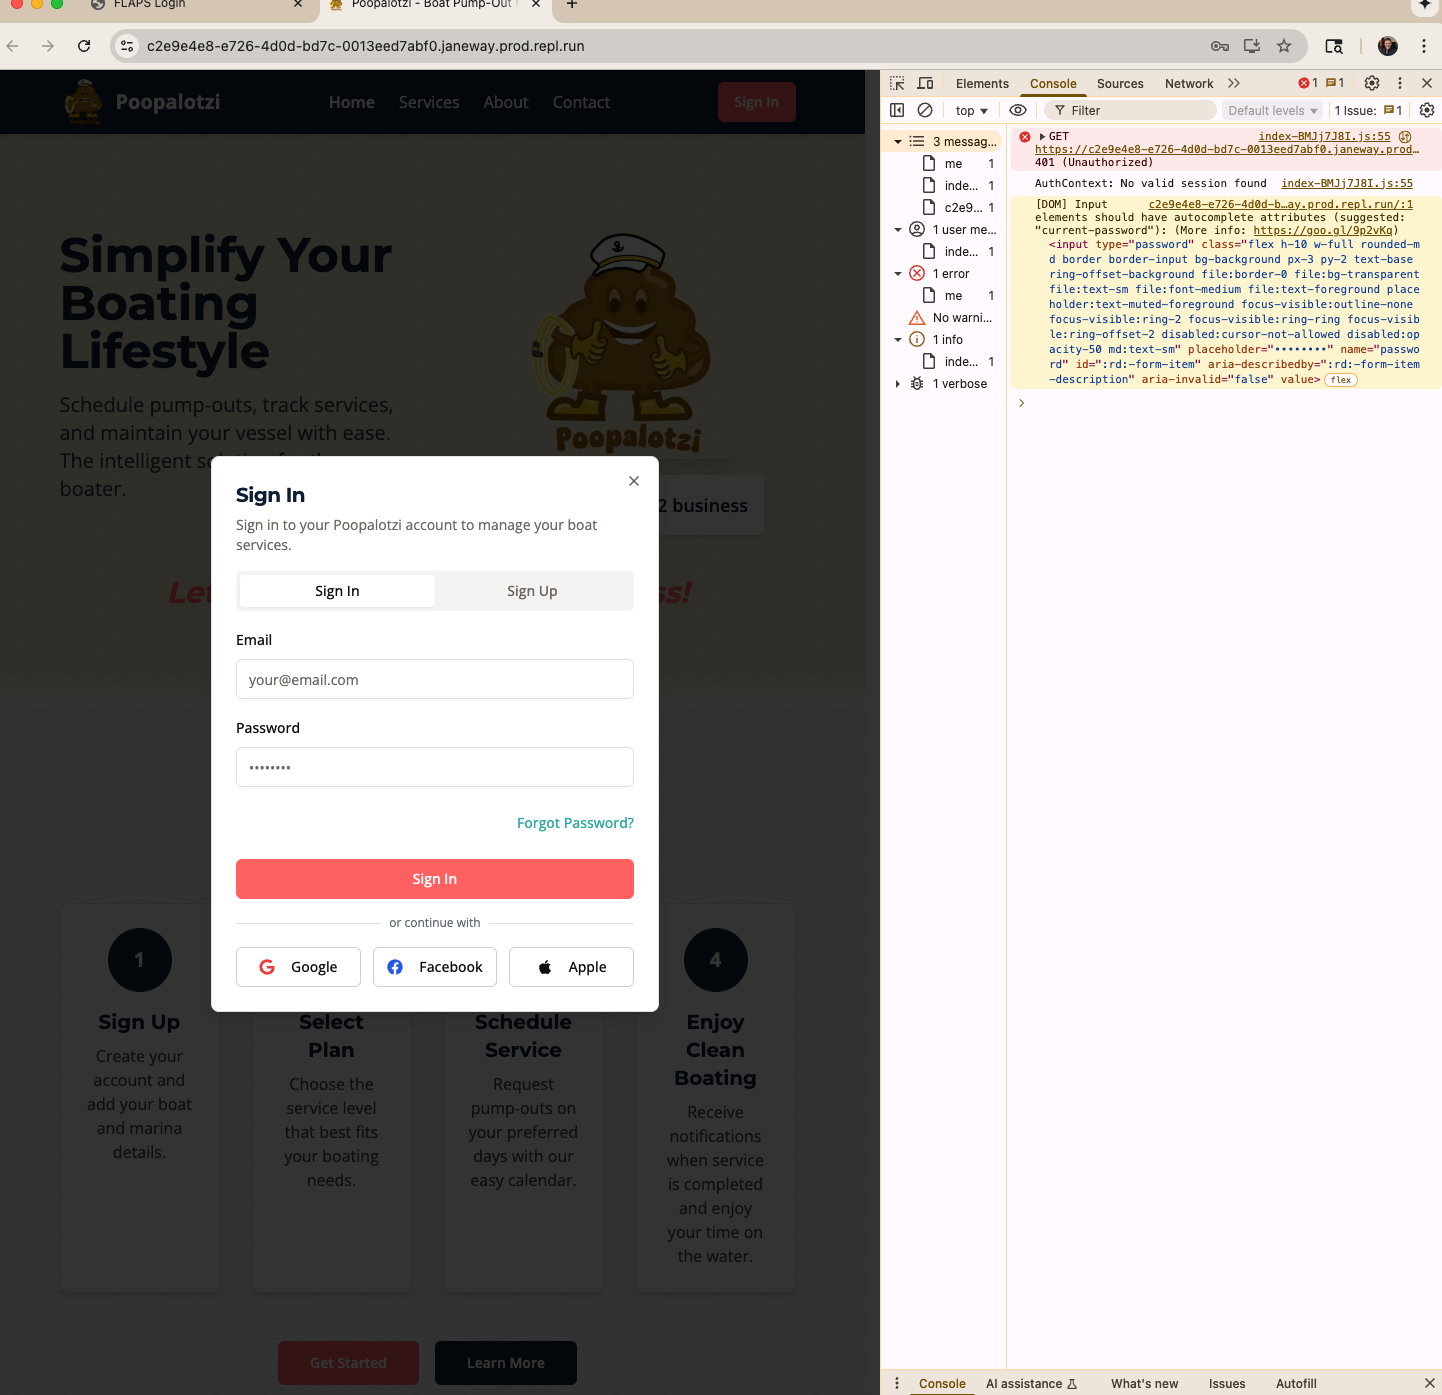 FLAPS Login
Poopalotzi - Boat Pump-Out
c2e9e4e8-e726-4d0d-bd7c-0013eed7abf0.janeway.prod.repl.run
Poopalotzi
Home
Services
About
Contact
Sign In
Simplify Your
Boating
Lifestyle
Schedule pump-outs, track services,
and maintain your vessel with ease.
The intelligent
boater.
Poopalotzi
2 business
Sign In
Sign in to your Poopalotzi account to manage your boat
services.
Sign In
Sign Up
Email
your@email.com
Password
••••••••
Forgot Password?
Sign In
or continue with
Google
Facebook
Apple
1
4
Sign Up
Create your
account and
add your boat
and marina
details.
Select
Plan
Choose the
service level
that best fits
your boating
needs.
Schedule
Service
Request
pump-outs on
your preferred
days with our
easy calendar.
Enjoy
Clean
Boating
Receive
notifications
when service
is completed
and enjoy
your time on
the water.
Get Started
Learn More
Elements
Console
Sources
Network
1
1
top
Filter
Default levels
1 Issue:
1
3 messag...
me 1
inde... 1
c2e9... 1
1 user me...
inde... 1
1 error
me 1
No warni...
1 info
inde... 1
1 verbose
GET index-BMJj7J8I.js:55
https://c2e9e4e8-e726-4d0d-bd7c-0013eed7abf0.janeway.prod…
401 (Unauthorized)
AuthContext: No valid session found index-BMJj7J8I.js:55
[DOM] Input c2e9e4e8-e726-4d0d-b…ay.prod.repl.run/:1
elements should have autocomplete attributes (suggested:
"current-password"): (More info: https://goo.gl/9p2vKq)
<input type="password" class="flex h-10 w-full rounded-m
d border border-input bg-background px-3 py-2 text-base
ring-offset-background file:border-0 file:bg-transparent
file:text-sm file:font-medium file:text-foreground place
holder:text-muted-foreground focus-visible:outline-none
focus-visible:ring-2 focus-visible:ring-ring focus-visib
le:ring-offset-2 disabled:cursor-not-allowed disabled:op
acity-50 md:text-sm" placeholder="••••••••" name="passwo
rd" id=":rd:-form-item" aria-describedby=":rd:-form-item
-description" aria-invalid="false" value> flex
Console
AI assistance
What's new
Issues
Autofill